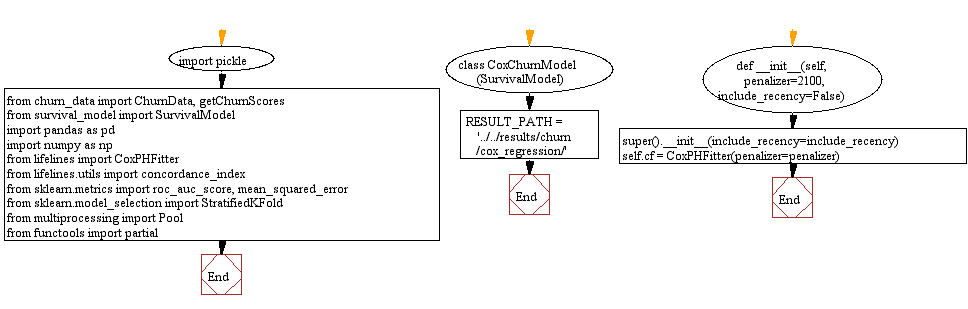 import pickle
from churn_data import ChurnData, getChurnScores
from survival_model import SurvivalModel
import pandas as pd
import numpy as np
from lifelines import CoxPHFitter
from lifelines.utils import concordance_index
from sklearn.metrics import roc_auc_score, mean_squared_error
from sklearn.model_selection import StratifiedKFold
from multiprocessing import Pool
from functools import partial
End
class CoxChurnModel
(SurvivalModel)
RESULT_PATH =
'../../results/churn
/cox_regression/'
End
def __init__(self,
penalizer=2100,
include_recency=False)
super().__init__(include_recency=include_recency)
self.cf = CoxPHFitter(penalizer=penalizer)
End